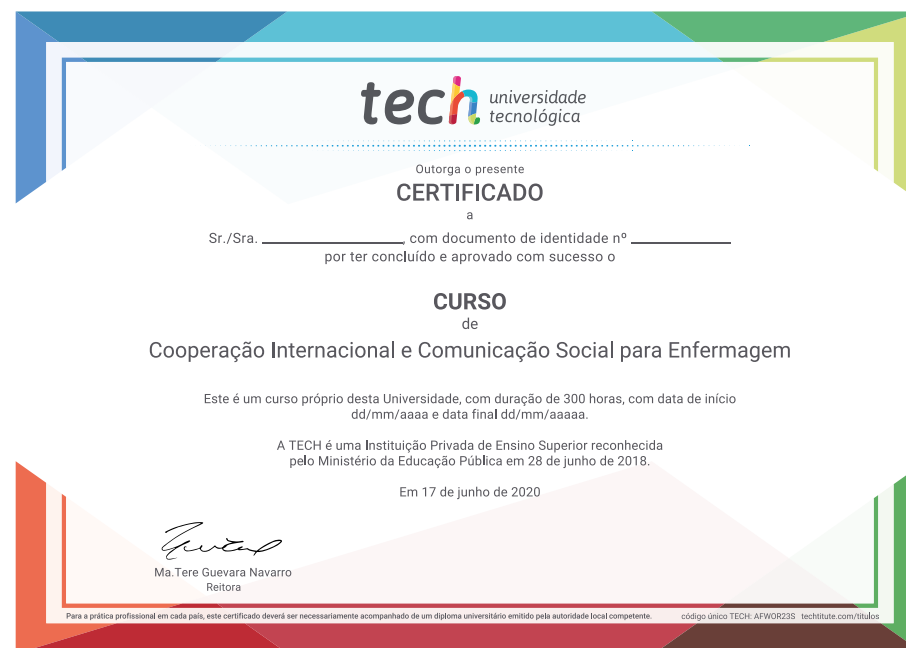 tech universidade
tecnológica
Outorga o presente
CERTIFICADO
a
Sr./Sra. ____________, com documento de identidade nº ____________
por ter concluído e aprovado com sucesso o
CURSO
de
Cooperação Internacional e Comunicação Social para Enfermagem
Este é um curso próprio desta Universidade, com duração de 300 horas, com data de início
dd/mm/aaaa e data final dd/mm/aaaaa.
A TECH é uma Instituição Privada de Ensino Superior reconhecida
pelo Ministério da Educação Pública em 28 de junho de 2018.
Em 17 de junho de 2020
Ma.Tere Guevara Navarro
Reitora
Para a prática profissional em cada país, este certificado deverá ser necessariamente acompanhado de um diploma universitário emitido pela autoridade local competente. código único TECH: AFWOR23S techtitute.com/titulos